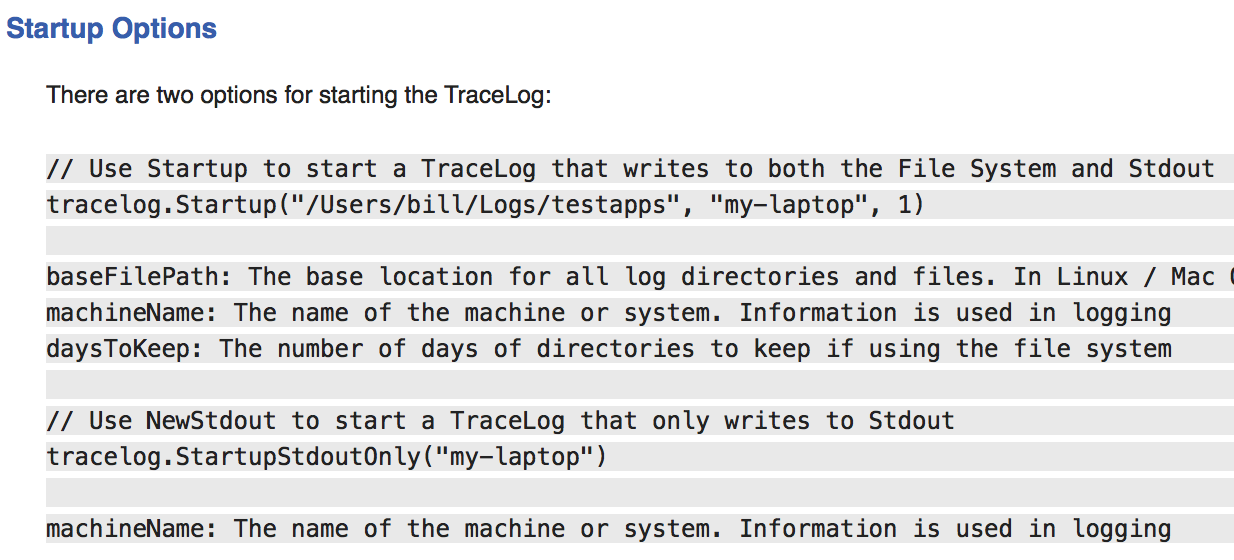 Startup Options
There are two options for starting the TraceLog:
// Use Startup to start a TraceLog that writes to both the File System and Stdout
tracelog.Startup("/Users/bill/Logs/testapps", "my-laptop", 1)
baseFilePath: The base location for all log directories and files. In Linux / Mac
machineName: The name of the machine or system. Information is used in logging
daysToKeep: The number of days of directories to keep if using the file system
// Use NewStdout to start a TraceLog that only writes to Stdout
tracelog.StartupStdoutOnly("my-laptop")
machineName: The name of the machine or system. Information is used in logging